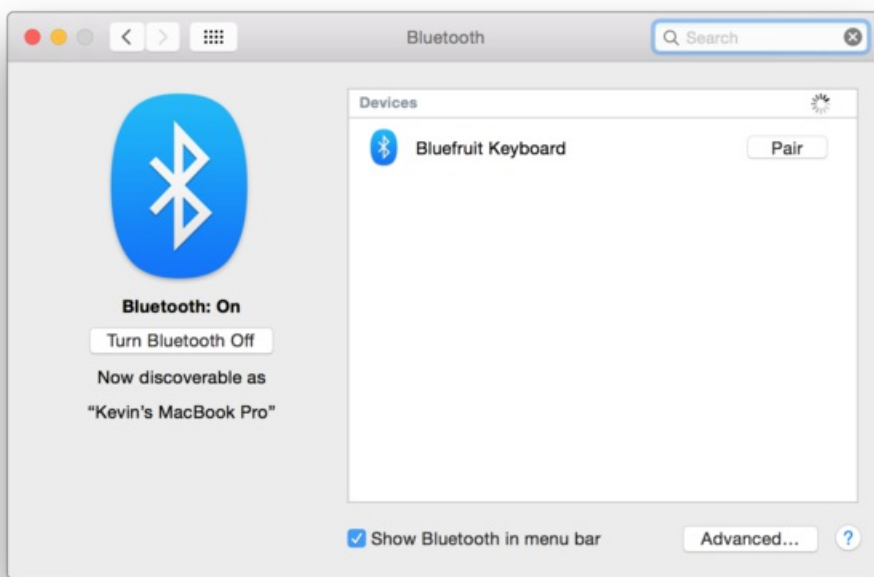 Bluetooth
Search
Devices
Bluefruit Keyboard
Pair
Bluetooth: On
Turn Bluetooth Off
Now discoverable as
“Kevin’s MacBook Pro”
Show Bluetooth in menu bar
Advanced...
?